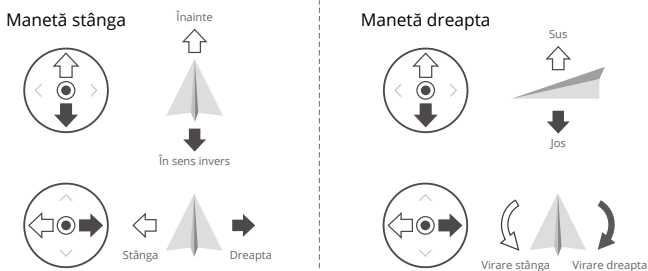 Manetă stânga
Înainte
În sens invers
Stânga
Dreapta
Manetă dreapta
Sus
Jos
Virare stânga
Virare dreapta